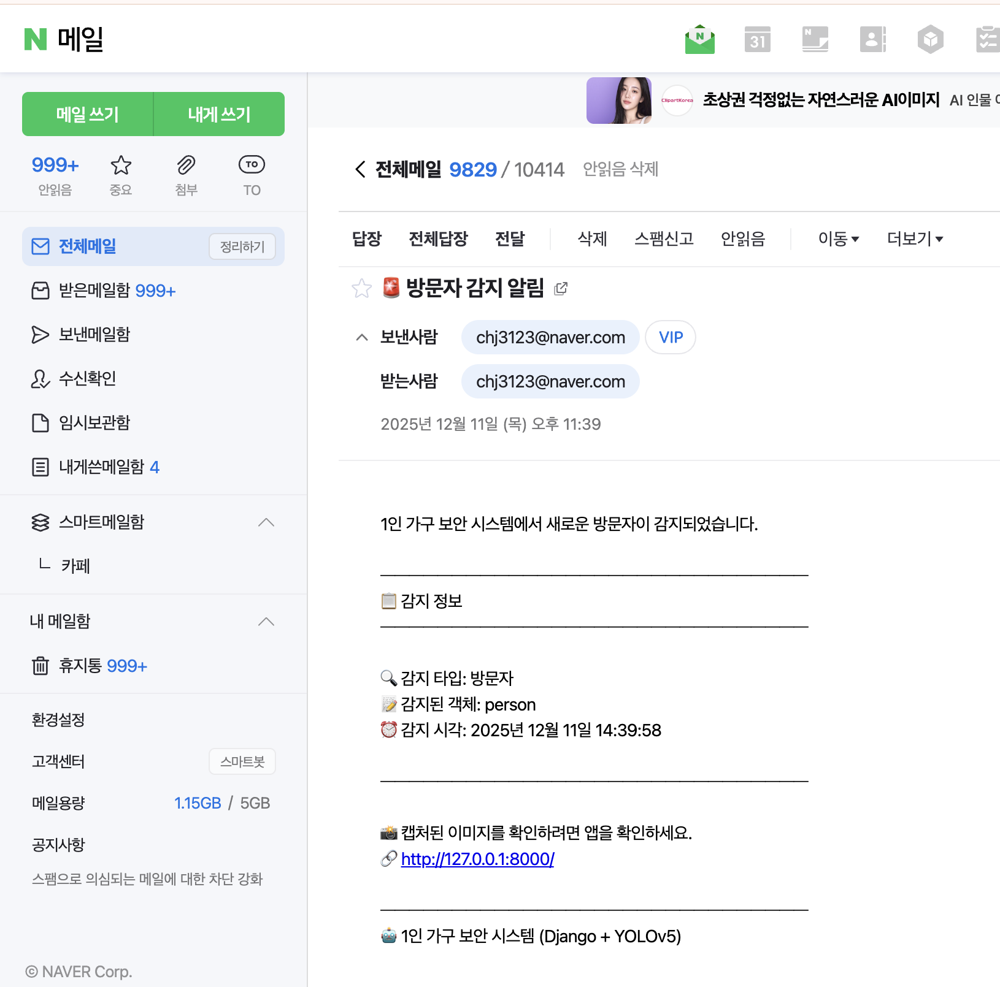 N 메일
31
N
메일 쓰기 내게 쓰기
999+ 안읽음
중요
첨부
TO TO
전체메일 정리하기
받은메일함 999+
보낸메일함
수신확인
임시보관함
내게쓴메일함 4
스마트메일함
카페
내 메일함
휴지통 999+
환경설정
고객센터 스마트봇
메일용량 1.15GB / 5GB
공지사항
스팸으로 의심되는 메일에 대한 차단 강화
© NAVER Corp.
ClipartKorea 초상권 걱정없는 자연스러운 AI이미지 AI 인물
전체메일 9829 / 10414 안읽음 삭제
답장 전체답장 전달 삭제 스팸신고 안읽음 이동 더보기
🚨 방문자 감지 알림
보낸사람 chj3123@naver.com VIP
받는사람 chj3123@naver.com
2025년 12월 11일 (목) 오후 11:39
1인 가구 보안 시스템에서 새로운 방문자이 감지되었습니다.
📋 감지 정보
🔍 감지 타입: 방문자
📝 감지된 객체: person
⏰ 감지 시각: 2025년 12월 11일 14:39:58
📸 캡처된 이미지를 확인하려면 앱을 확인하세요.
🔗 http://127.0.0.1:8000/
🤖 1인 가구 보안 시스템 (Django + YOLOv5)